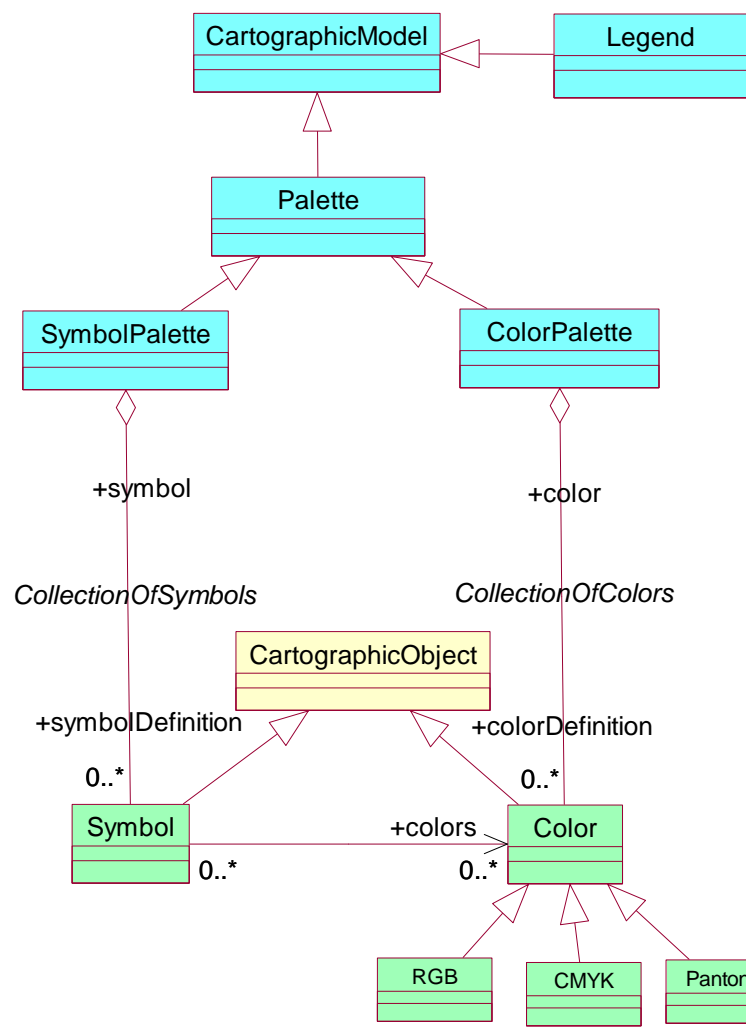 CartographicModel
Legend
Palette
SymbolPalette
ColorPalette
+symbol
+color
CollectionOfSymbols
CollectionOfColors
CartographicObject
+symbolDefinition
+colorDefinition
0..*
0..*
Symbol
+colors
Color
0..*
0..*
RGB
CMYK
Panton